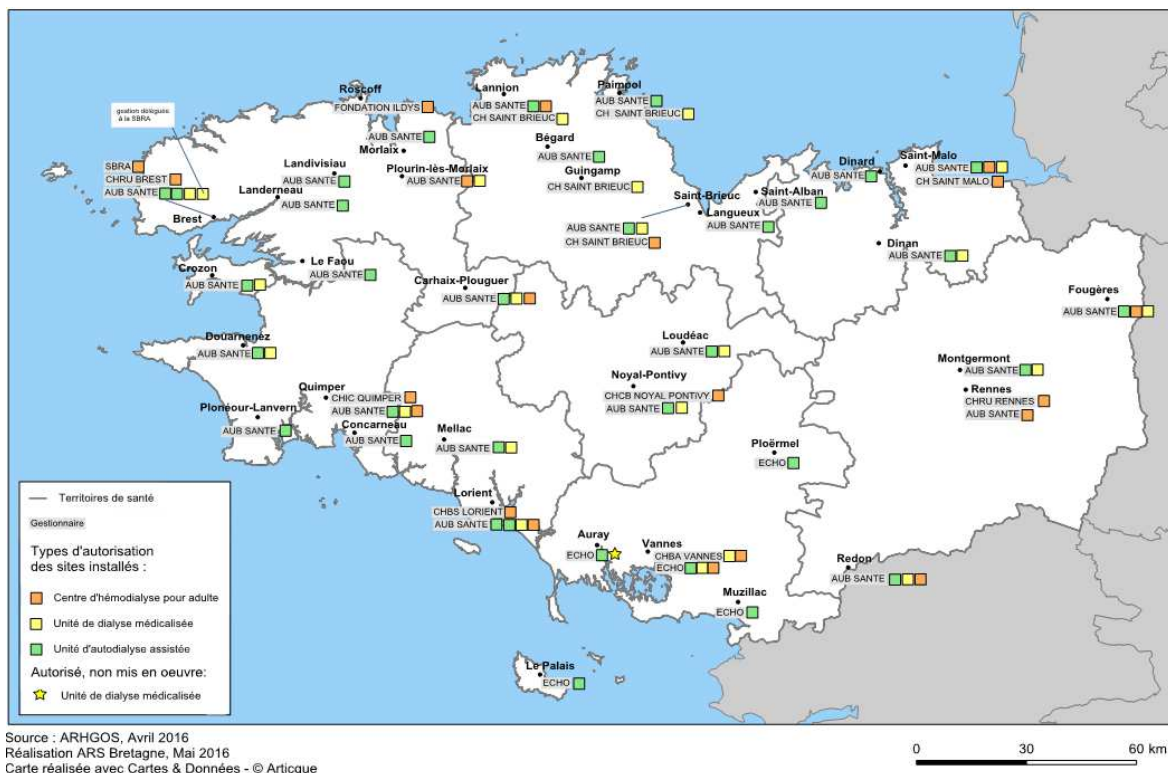 Roscoff
FONDATION ILDYS
Lannion
AUB SANTE
CH SAINT BRIEUC
Paimpol
AUB SANTE
CH SAINT BRIEUC
gestion déléguée
à la SBRA
AUB SANTE
Morlaix
Bégard
AUB SANTE
SBRA
CHRU BREST
AUB SANTE
Brest
Landivisiau
AUB SANTE
Plourin-lès-Morlaix
AUB SANTE
Guingamp
CH SAINT BRIEUC
Dinard
AUB SANTE
Saint-Malo
AUB SANTE
CH SAINT MALO
Landerneau
AUB SANTE
Saint-Brieuc
AUB SANTE
CH SAINT BRIEUC
Saint-Alban
AUB SANTE
Langueux
AUB SANTE
Dinan
AUB SANTE
Le Faou
AUB SANTE
Crozon
AUB SANTE
Carhaix-Plouguer
AUB SANTE
Fougères
AUB SANTE
Douarnenez
AUB SANTE
Loudéac
AUB SANTE
Montgermont
AUB SANTE
Noyal-Pontivy
CHCB NOYAL PONTIVY
AUB SANTE
Rennes
CHRU RENNES
AUB SANTE
Quimper
CHIC QUIMPER
AUB SANTE
Plonéour-Lanvern
AUB SANTE
Concarneau
AUB SANTE
Mellac
AUB SANTE
Ploërmel
ECHO
Lorient
CHBS LORIENT
AUB SANTE
Auray
ECHO
Vannes
CHBA VANNES
ECHO
Redon
AUB SANTE
Muzillac
ECHO
Le Palais
ECHO
Territoires de santé
Gestionnaire
Types d'autorisation
des sites installés :
Centre d'hémodialyse pour adulte
Unité de dialyse médicalisée
Unité d'autodialyse assistée
Autorisé, non mis en oeuvre:
Unité de dialyse médicalisée
Source : ARHGOS, Avril 2016
Réalisation ARS Bretagne, Mai 2016
Carte réalisée avec Cartes & Données - © Articque
0 30 60 km